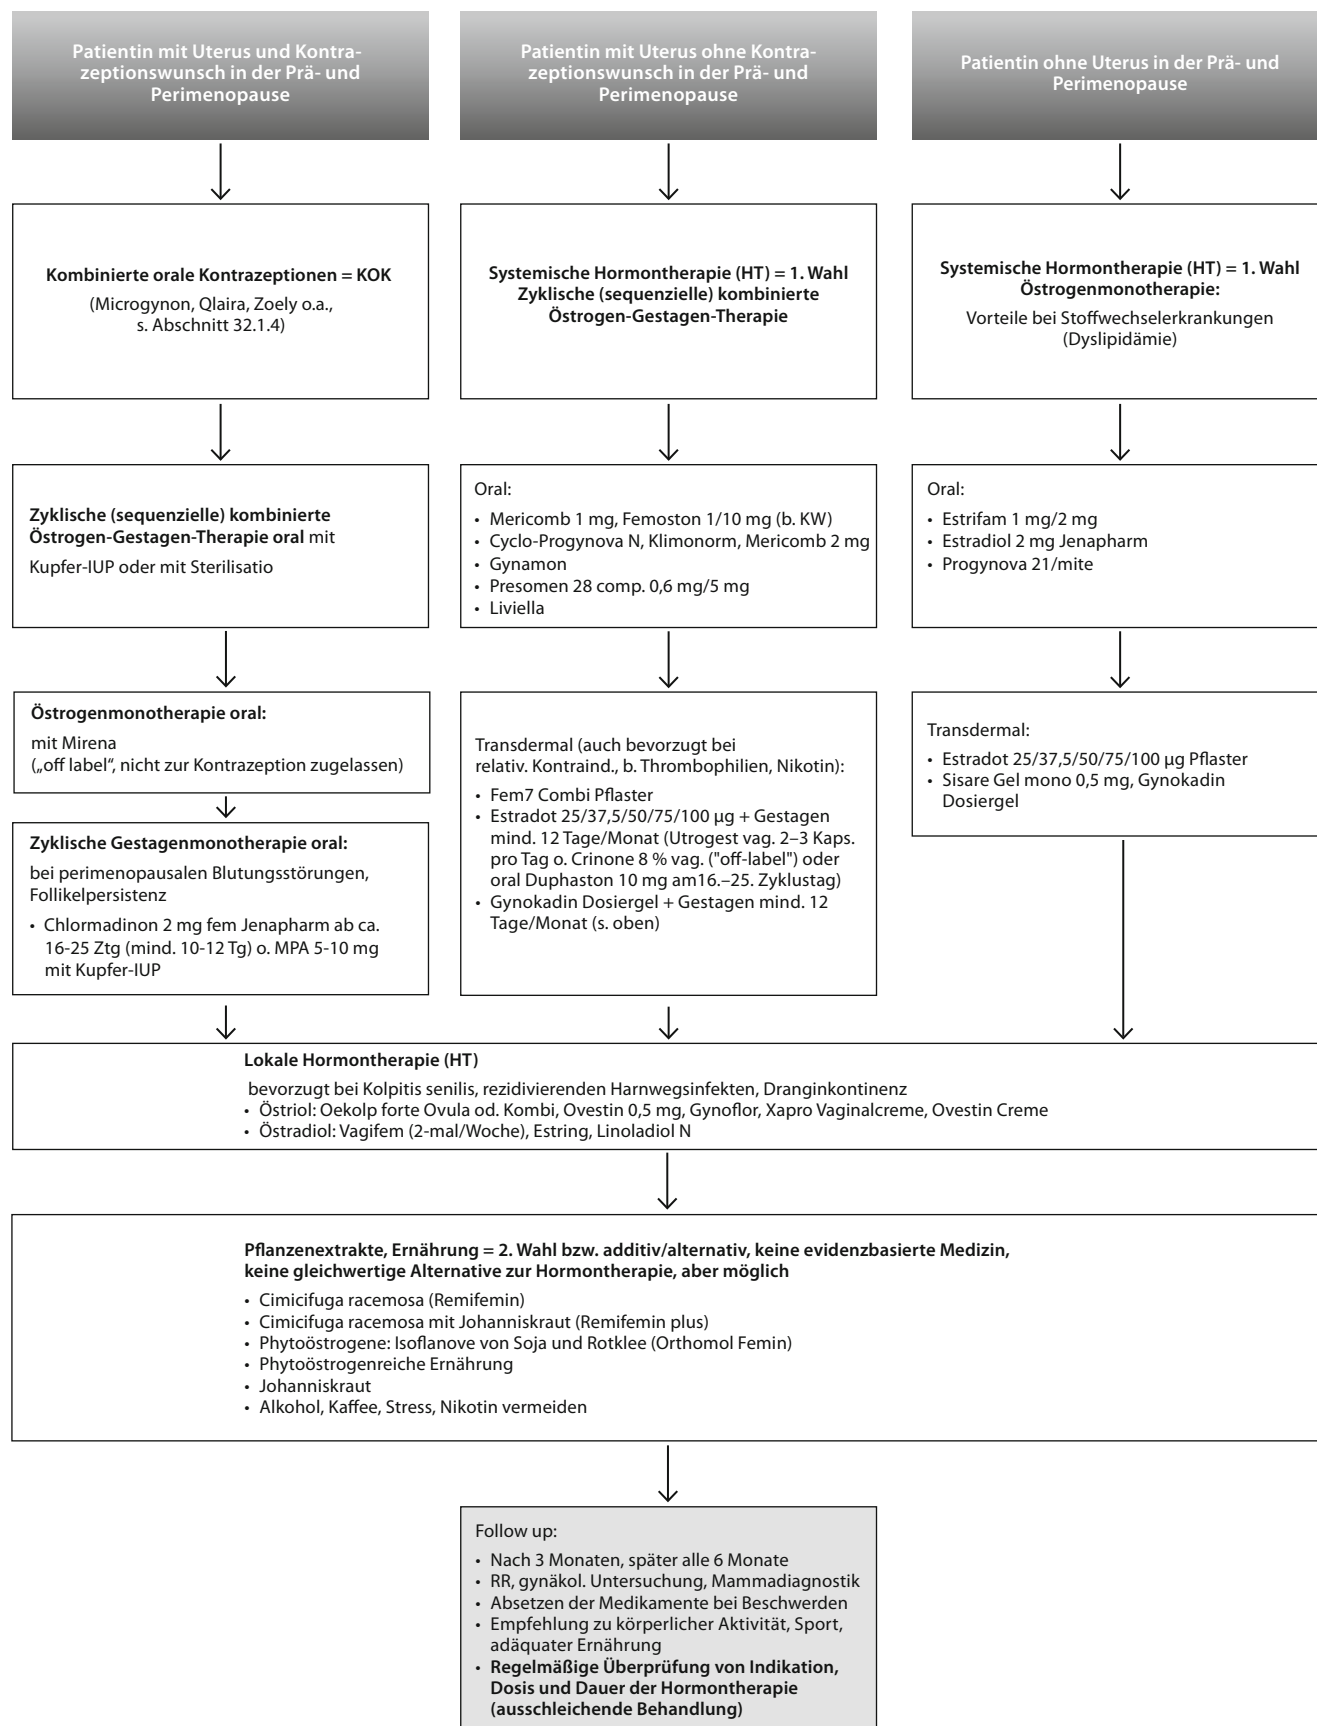 Patientin mit Uterus und Kontra-
zeptionswunsch in der Prä- und
Perimenopause
Patientin mit Uterus ohne Kontra-
zeptionswunsch in der Prä- und
Perimenopause
Patientin ohne Uterus in der Prä- und
Perimenopause
Kombinierte orale Kontrazeptionen = KOK
(Microgynon, Qlaira, Zoely o.a.,
s. Abschnitt 32.1.4)
Systemische Hormontherapie (HT) = 1. Wahl
Zyklische (sequenzielle) kombinierte
Östrogen-Gestagen-Therapie
Systemische Hormontherapie (HT) = 1. Wahl
Östrogenmonotherapie:
Vorteile bei Stoffwechselerkrankungen
(Dyslipidämie)
Zyklische (sequenzielle) kombinierte
Östrogen-Gestagen-Therapie oral mit
Kupfer-IUP oder mit Sterilisatio
Oral:
• Mericomb 1 mg, Femoston 1/10 mg (b. KW)
• Cyclo-Progynova N, Klimonorm, Mericomb 2 mg
• Gynamon
• Presomen 28 comp. 0,6 mg/5 mg
• Liviella
Oral:
• Estrifam 1 mg/2 mg
• Estradiol 2 mg Jenapharm
• Progynova 21/mite
Östrogenmonotherapie oral:
mit Mirena
(„off label“, nicht zur Kontrazeption zugelassen)
Zyklische Gestagenmonotherapie oral:
bei perimenopausalen Blutungsstörungen,
Follikelpersistenz
• Chlormadinon 2 mg fem Jenapharm ab ca.
16-25 Ztg (mind. 10-12 Tg) o. MPA 5-10 mg
mit Kupfer-IUP
Transdermal (auch bevorzugt bei
relativ. Kontraind., b. Thrombophilien, Nikotin):
• Fem7 Combi Pflaster
• Estradot 25/37,5/50/75/100 µg + Gestagen
mind. 12 Tage/Monat (Utrogest vag. 2–3 Kaps.
pro Tag o. Crinone 8 % vag. ("off-label") oder
oral Duphaston 10 mg am16.–25. Zyklustag)
• Gynokadin Dosiergel + Gestagen mind. 12
Tage/Monat (s. oben)
Transdermal:
• Estradot 25/37,5/50/75/100 µg Pflaster
• Sisare Gel mono 0,5 mg, Gynokadin
Dosiergel
Lokale Hormontherapie (HT)
bevorzugt bei Kolpitis senilis, rezidivierenden Harnwegsinfekten, Dranginkontinenz
• Östriol: Oekolp forte Ovula od. Kombi, Ovestin 0,5 mg, Gynoflor, Xapro Vaginalcreme, Ovestin Creme
• Östradiol: Vagifem (2-mal/Woche), Estring, Linoladiol N
Pflanzenextrakte, Ernährung = 2. Wahl bzw. additiv/alternativ, keine evidenzbasierte Medizin,
keine gleichwertige Alternative zur Hormontherapie, aber möglich
• Cimicifuga racemosa (Remifemin)
• Cimicifuga racemosa mit Johanniskraut (Remifemin plus)
• Phytoöstrogene: Isoflanove von Soja und Rotklee (Orthomol Femin)
• Phytoöstrogenreiche Ernährung
• Johanniskraut
• Alkohol, Kaffee, Stress, Nikotin vermeiden
Follow up:
• Nach 3 Monaten, später alle 6 Monate
• RR, gynäkol. Untersuchung, Mammadiagnostik
• Absetzen der Medikamente bei Beschwerden
• Empfehlung zu körperlicher Aktivität, Sport,
adäquater Ernährung
• Regelmäßige Überprüfung von Indikation,
Dosis und Dauer der Hormontherapie
(ausschleichende Behandlung)